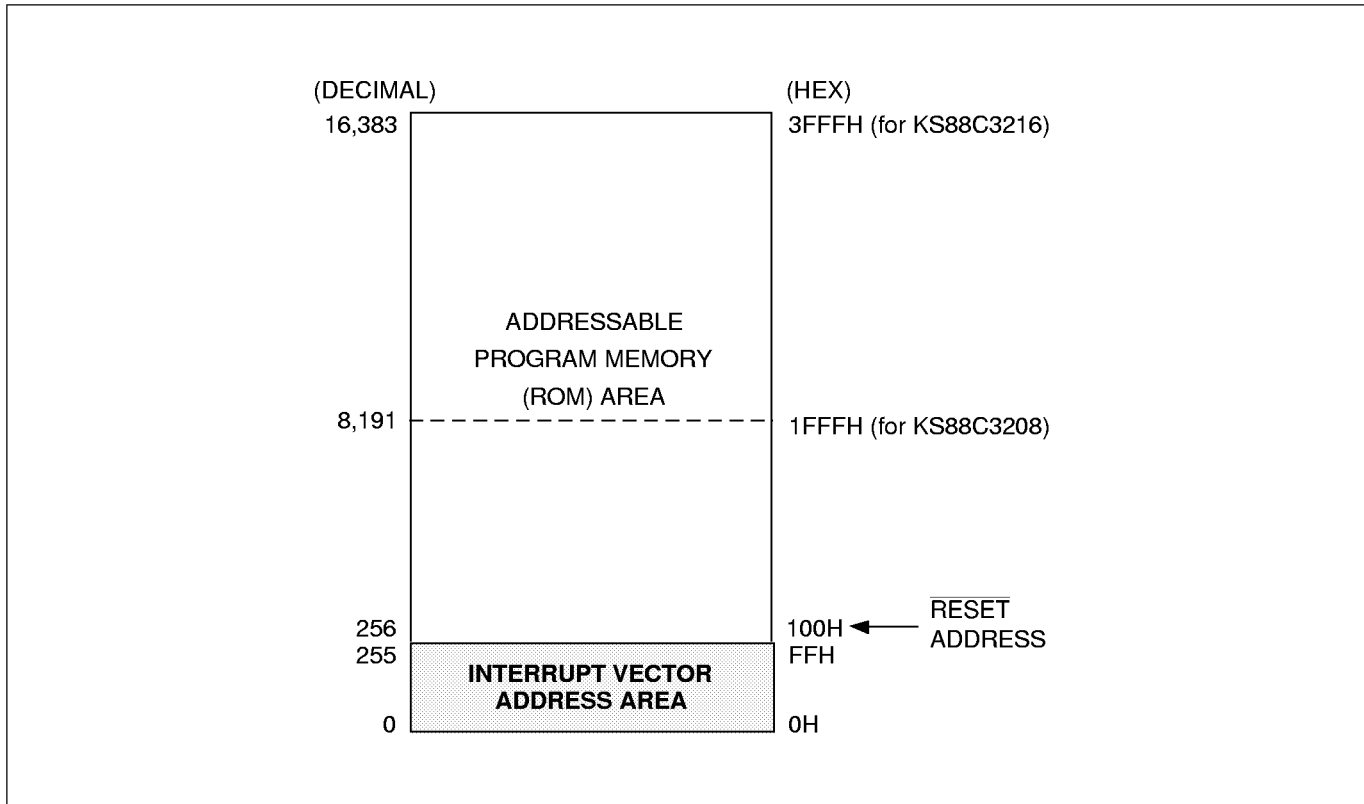 (DECIMAL) (HEX)
16,383 3FFFH (for KS88C3216)
ADDRESSABLE
PROGRAM MEMORY
(ROM) AREA
8,191 1FFFH (for KS88C3208)
256 100H RESET
ADDRESS
255 FFH
INTERRUPT VECTOR
ADDRESS AREA
0 0H